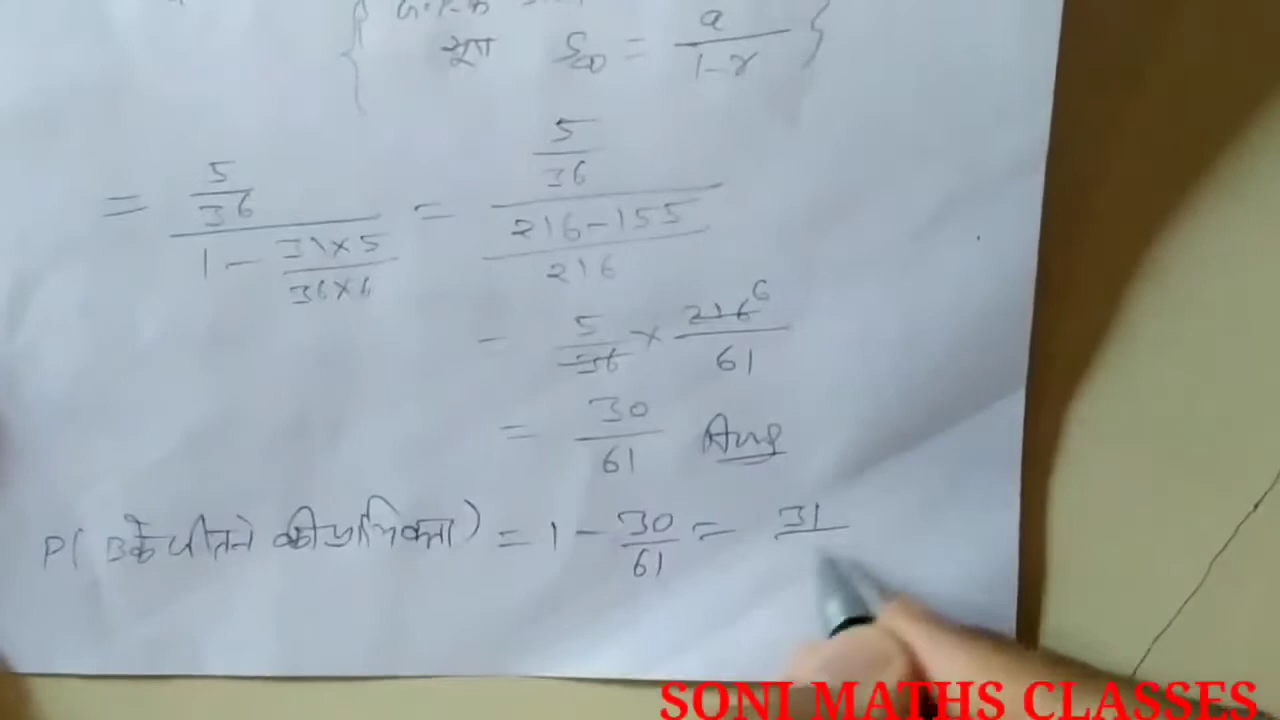 सूत्र S∞ = a/(1-r) }
= (5/36)/(1 - (31×5)/(36×6)) = (5/36)/((216-155)/216)
- 5/36 × 216/61 6
= 30/61 Ans
P( B के जीतने की प्रायिकता ) = 1 - 30/61 = 31
SONI MATHS CLASSES